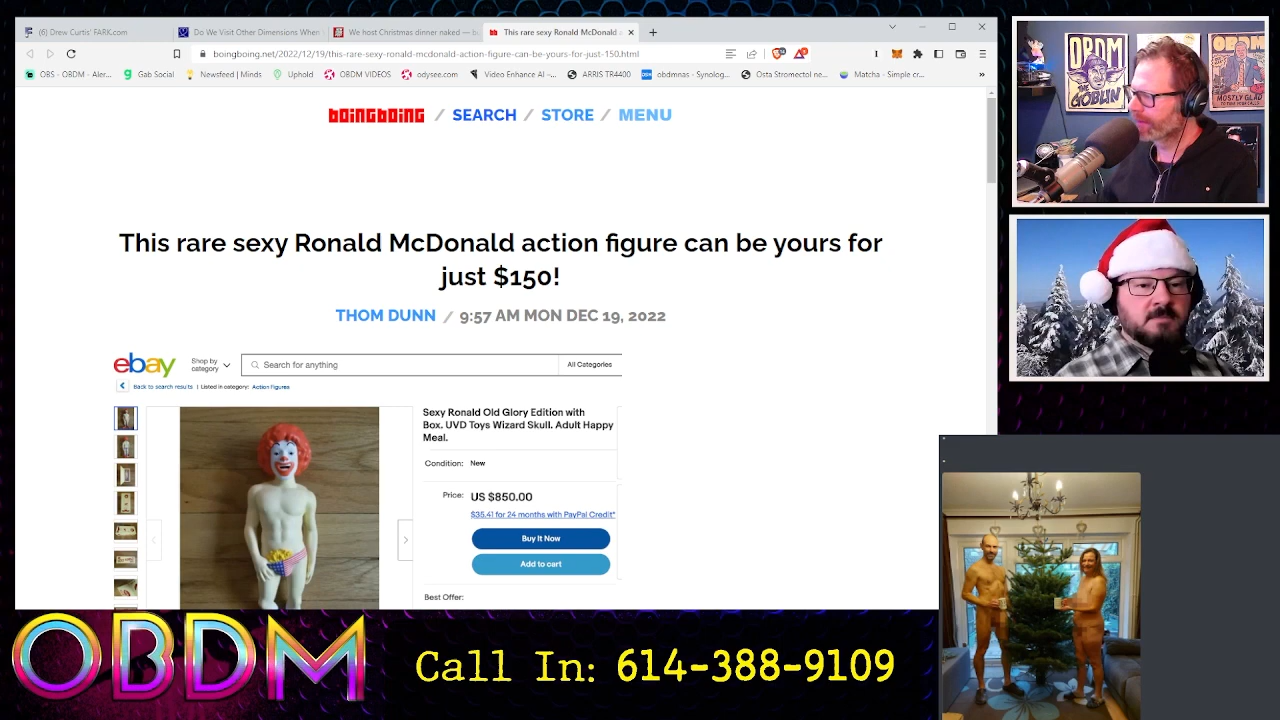 (6) Drew Curtis' FARK.com
Do We Visit Other Dimensions When
We host Christmas dinner naked — bu
This rare sexy Ronald McDonald A
boingboing.net/2022/12/19/this-rare-sexy-ronald-mcdonald-action-figure-can-be-yours-for-just-150.html
OBS - OBDM - Aler...
Gab Social
Newsfeed | Minds
Uphold
OBDM VIDEOS
odysee.com
Video Enhance AI -...
ARRIS TR4400
obdmnas - Synolog...
Osta Stromectol ne...
Matcha - Simple cr...
boingboing / SEARCH / STORE / MENU
This rare sexy Ronald McDonald action figure can be yours for
just $150!
THOM DUNN / 9:57 AM MON DEC 19, 2022
ebay
Shop by
category
Search for anything
All Categories
Back to search results | Listed in category: Action Figures
Sexy Ronald Old Glory Edition with
Box. UVD Toys Wizard Skull. Adult Happy
Meal.
Condition: New
Price: US $850.00
$35.41 for 24 months with PayPal Credit*
Buy It Now
Add to cart
Best Offer:
OBDM
THE GOBLIN
OBDM
MOSTLY GLAD
TO TAKE YOUR CALLS!
OBDM
Call In: 614-388-9109